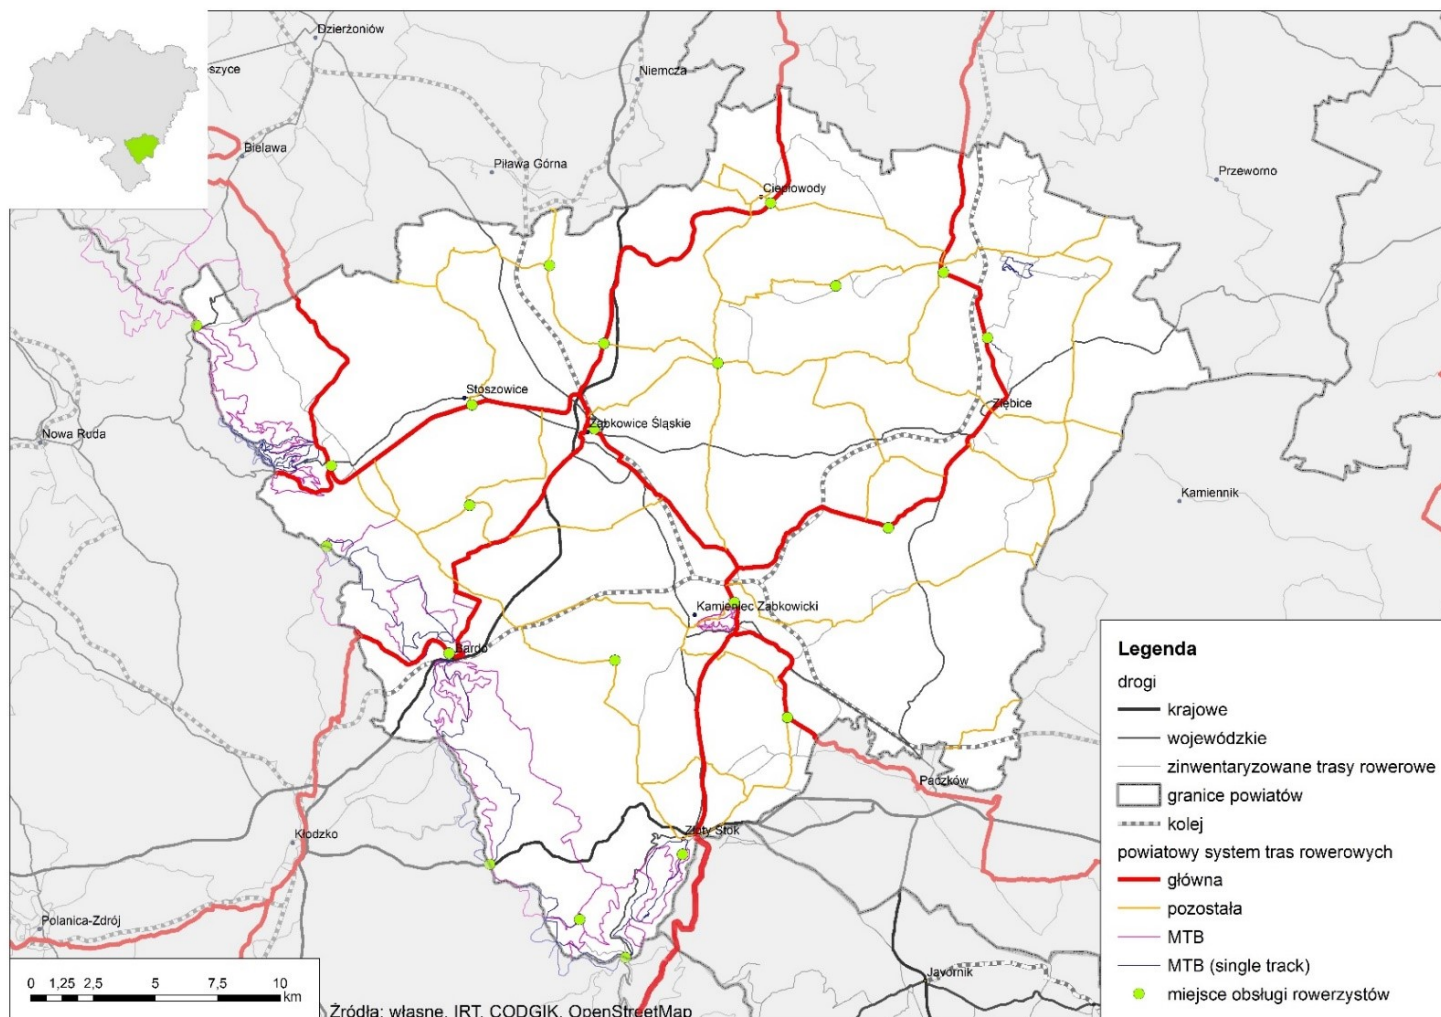 Dzierżoniów
szyce
Niemcza
Bielawa
Piława Górna
Przeworno
Ciepłowody
Stoszowice
Ząbkowice Śląskie
Ziębice
Nowa Ruda
Kamiennik
Kamieniec Ząbkowicki
Bardo
Paczków
Kłodzko
Złoty Stok
Polanica-Zdrój
Javornik
Legenda
drogi
krajowe
wojewódzkie
zinwentaryzowane trasy rowerowe
granice powiatów
kolej
powiatowy system tras rowerowych
główna
pozostała
MTB
MTB (single track)
miejsce obsługi rowerzystów
0 1,25 2,5 5 7,5 10
km
Źródła: własne, IRT, CODGIK, OpenStreetMap